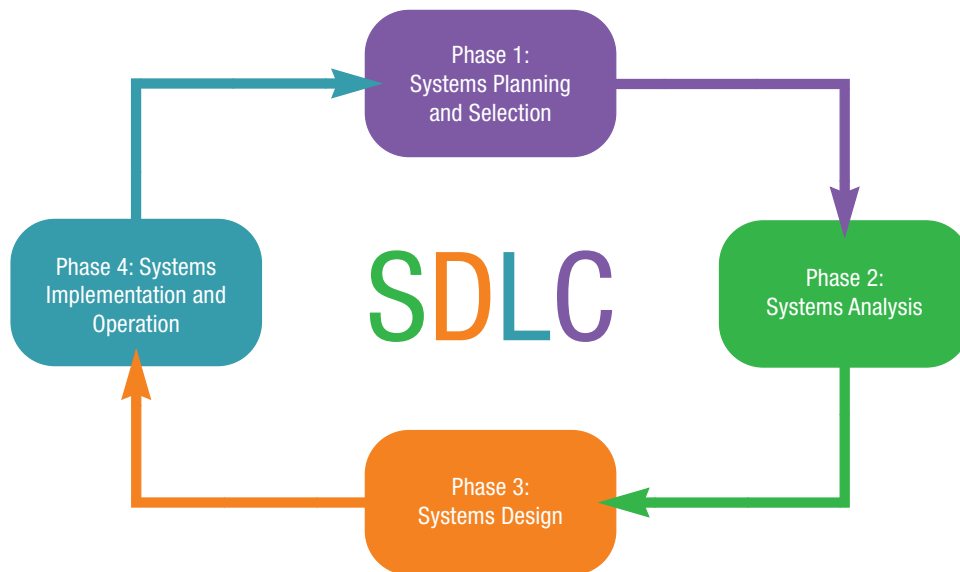 Phase 1:
Systems Planning
and Selection
Phase 4: Systems
Implementation and
Operation
SDLC
Phase 2:
Systems Analysis
Phase 3:
Systems Design